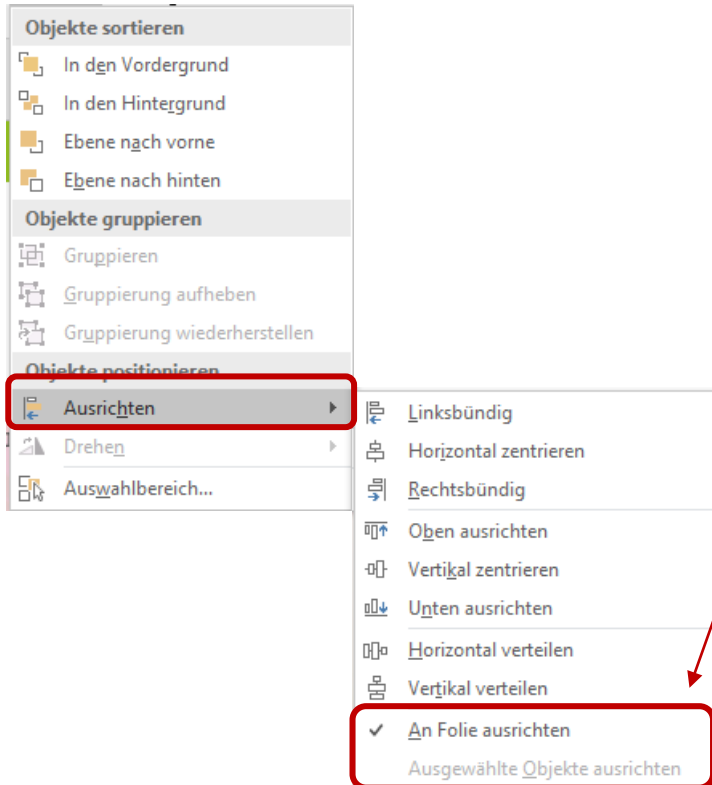 Objekte sortieren
In den Vordergrund
In den Hintergrund
Ebene nach vorne
Ebene nach hinten
Objekte gruppieren
Gruppieren
Gruppierung aufheben
Gruppierung wiederherstellen
Objekte positionieren
Ausrichten
Drehen
Auswahlbereich...
Linksbündig
Horizontal zentrieren
Rechtsbündig
Oben ausrichten
Vertikal zentrieren
Unten ausrichten
Horizontal verteilen
Vertikal verteilen
An Folie ausrichten
Ausgewählte Objekte ausrichten